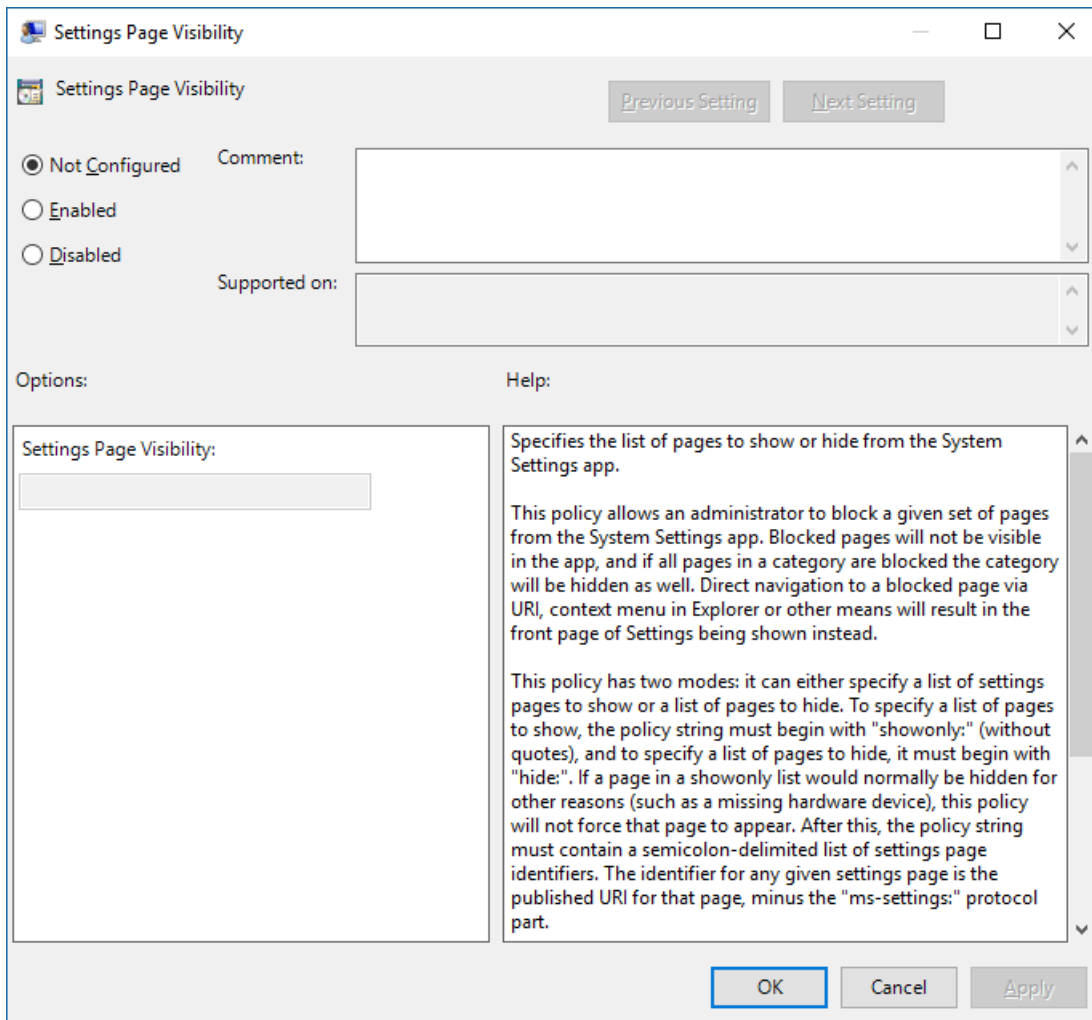 Settings Page Visibility
Settings Page Visibility
Previous Setting
Next Setting
Not Configured
Comment:
Enabled
Disabled
Supported on:
Options:
Help:
Settings Page Visibility:
Specifies the list of pages to show or hide from the System
Settings app.
This policy allows an administrator to block a given set of pages
from the System Settings app. Blocked pages will not be visible
in the app, and if all pages in a category are blocked the category
will be hidden as well. Direct navigation to a blocked page via
URI, context menu in Explorer or other means will result in the
front page of Settings being shown instead.
This policy has two modes: it can either specify a list of settings
pages to show or a list of pages to hide. To specify a list of pages
to show, the policy string must begin with "showonly:" (without
quotes), and to specify a list of pages to hide, it must begin with
"hide:". If a page in a showonly list would normally be hidden for
other reasons (such as a missing hardware device), this policy
will not force that page to appear. After this, the policy string
must contain a semicolon-delimited list of settings page
identifiers. The identifier for any given settings page is the
published URI for that page, minus the "ms-settings:" protocol
part.
OK
Cancel
Apply